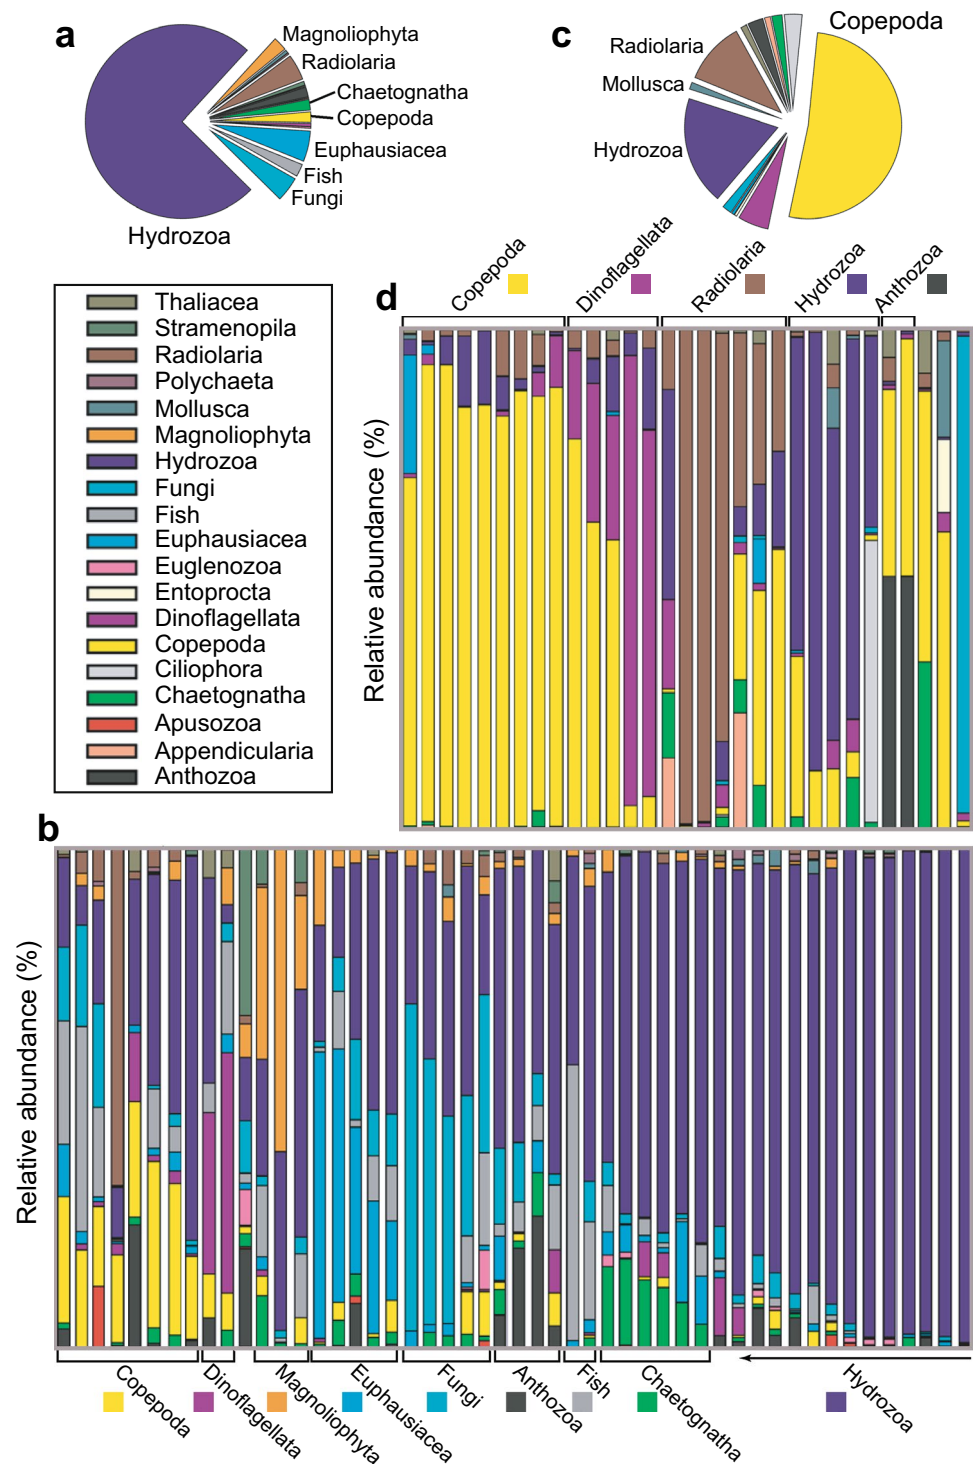 a
Magnoliophyta
Radiolaria
Chaetognatha
Copepoda
Euphausiacea
Fish
Fungi
Hydrozoa
c
Copepoda
Radiolaria
Mollusca
Hydrozoa
Thaliacea
Stramenopila
Radiolaria
Polychaeta
Mollusca
Magnoliophyta
Hydrozoa
Fungi
Fish
Euphausiacea
Euglenozoa
Entoprocta
Dinoflagellata
Copepoda
Ciliophora
Chaetognatha
Apusozoa
Appendicularia
Anthozoa
d
Copepoda
Dinoflagellata
Radiolaria
Hydrozoa
Anthozoa
Relative abundance (%)
b
Relative abundance (%)
Copepoda
Dinoflagellata
Magnoliophyta
Euphausiacea
Fungi
Anthozoa
Fish
Chaetognatha
Hydrozoa